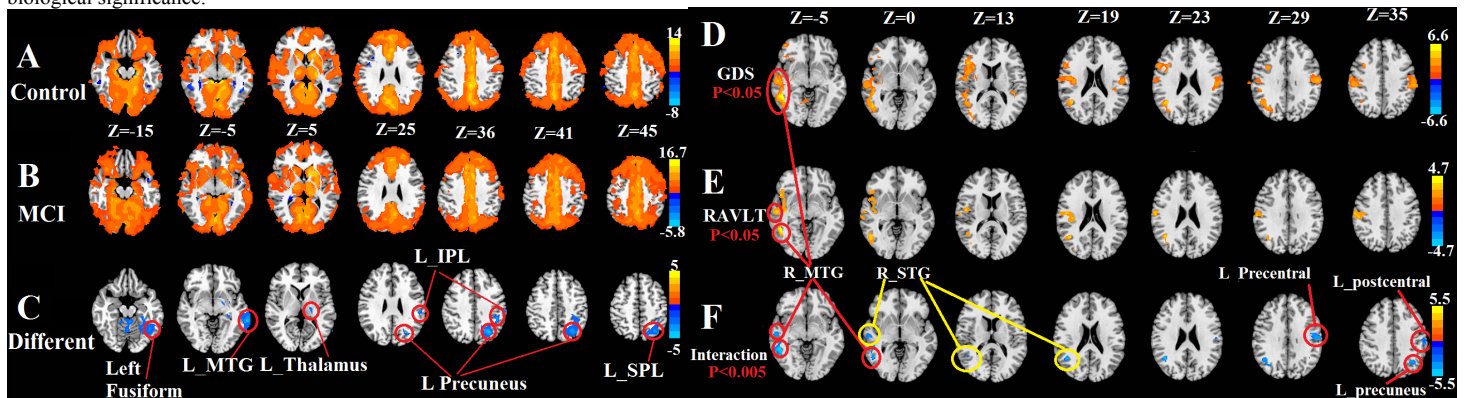 biological significance.
A
Control
14
-8
Z=-15 Z=-5 Z=5 Z=25 Z=36 Z=41 Z=45
B
MCI
16.7
-5.8
C
Different
L_IPL
5
-5
Left
Fusiform
L_MTG
L_Thalamus
L Precuneus
L_SPL
Z=-5 Z=0 Z=13 Z=19 Z=23 Z=29 Z=35
D
GDS
P<0.05
6.6
-6.6
E
RAVLT
P<0.05
4.7
-4.7
R_MTG
R_STG
L_Precentral
L_postcentral
F
Interaction
P<0.005
5.5
-5.5
L_precuneus